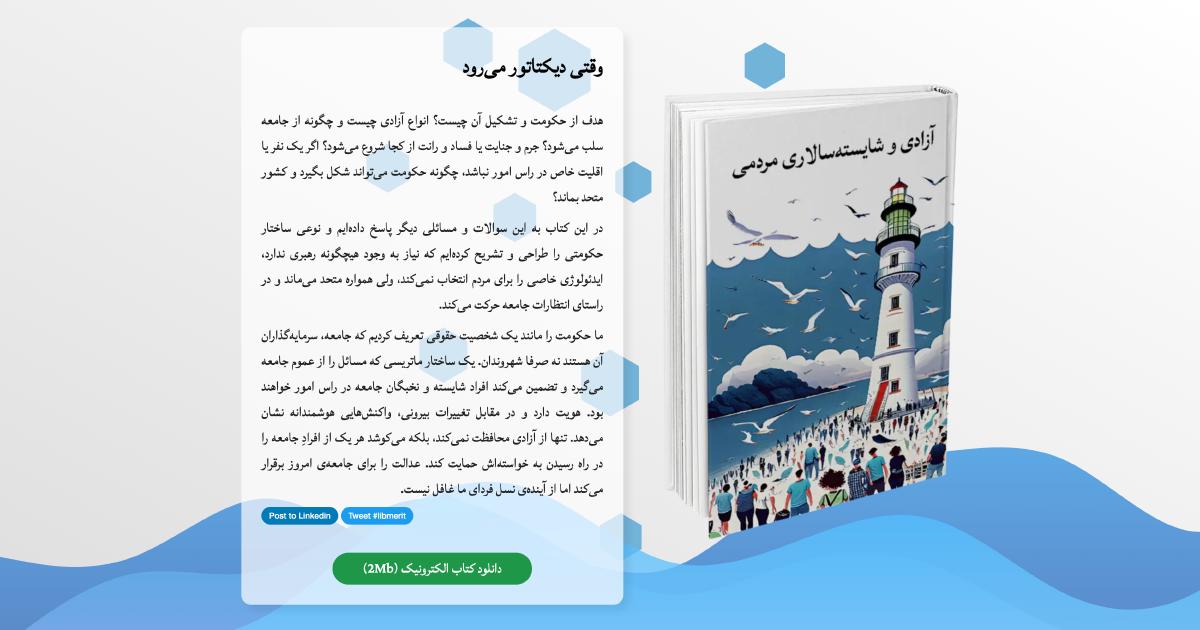 وقتی دیکتاتور می‌رود
هدف از حکومت و تشکیل آن چیست؟ انواع آزادی چیست و چگونه از جامعه
سلب می‌شود؟ جرم و جنایت یا فساد و رانت از کجا شروع می‌شود؟ اگر یک نفر یا
اقلیت خاص در راس امور نباشد، چگونه حکومت می‌تواند شکل بگیرد و کشور
متحد بماند؟
در این کتاب به این سوالات و مسائلی دیگر پاسخ داده‌ایم و نوعی ساختار
حکومتی را طراحی و تشریح کرده‌ایم که نیاز به وجود هیچگونه رهبری ندارد،
ایدئولوژی خاصی را برای مردم انتخاب نمی‌کند، ولی همواره متحد می‌ماند و در
راستای انتظارات جامعه حرکت می‌کند.
ما حکومت را مانند یک شخصیت حقوقی تعریف کردیم که جامعه، سرمایه‌گذاران
آن هستند نه صرفا شهروندان. یک ساختار ماتریسی که مسائل را از عموم جامعه
می‌گیرد و تضمین می‌کند افراد شایسته و نخبگان جامعه در راس امور خواهند
بود. هویت دارد و در مقابل تغییرات بیرونی، واکنش‌هایی هوشمندانه نشان
می‌دهد. تنها از آزادی محافظت نمی‌کند، بلکه می‌کوشد هر یک از افرادِ جامعه را
در راه رسیدن به خواسته‌اش حمایت کند. عدالت را برای جامعه‌ی امروز برقرار
می‌کند اما از آینده‌ی نسل فردای ما غافل نیست.
Post to Linkedin
Tweet #libmerit
دانلود کتاب الکترونیک (2Mb)
آزادی و شایسته‌سالاری مردمی